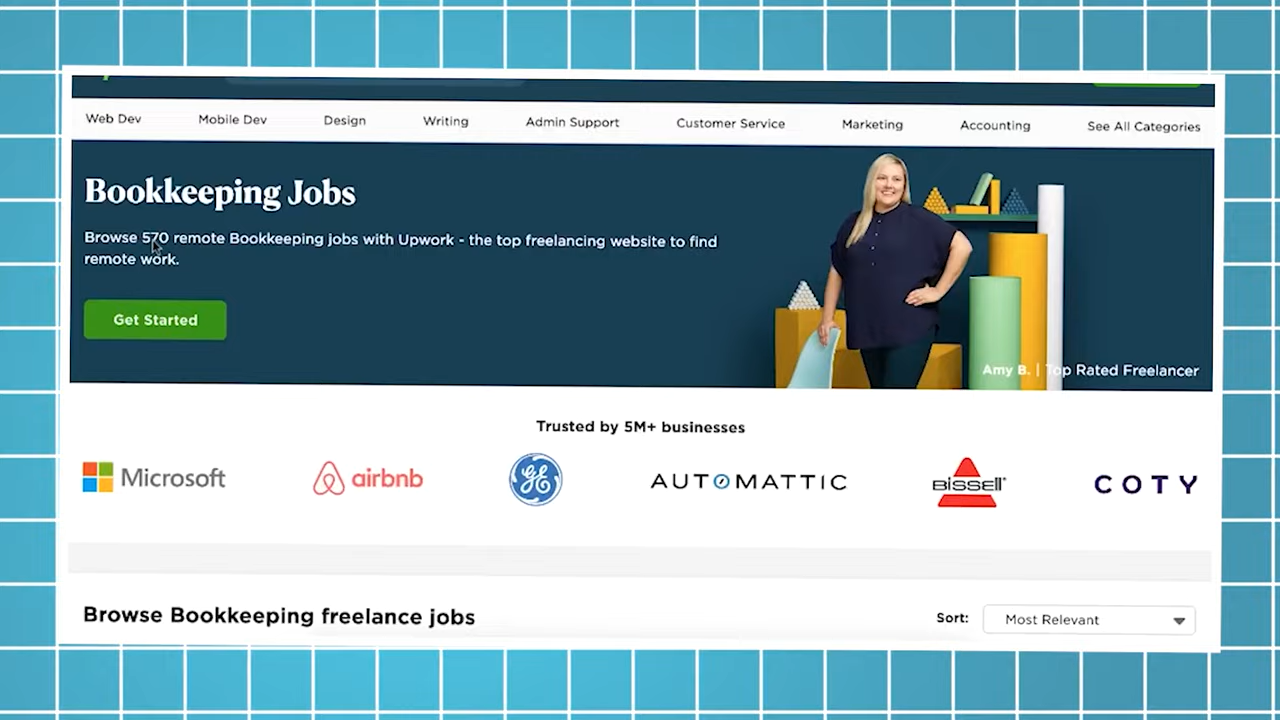 Web Dev Mobile Dev Design Writing Admin Support Customer Service Marketing Accounting See All Categories
Bookkeeping Jobs
Browse 570 remote Bookkeeping jobs with Upwork - the top freelancing website to find
remote work.
Get Started
Amy B. | Top Rated Freelancer
Trusted by 5M+ businesses
Microsoft airbnb GE AUTOMATTIC BISSELL COTY
Browse Bookkeeping freelance jobs
Sort: Most Relevant